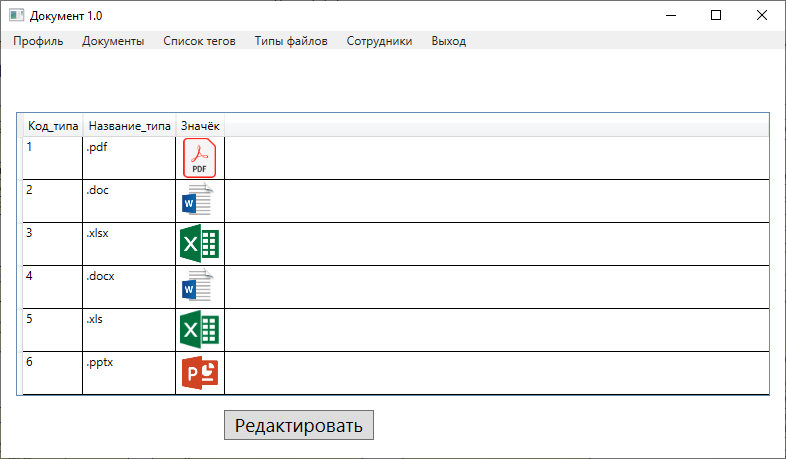 Документ 1.0
Профиль Документы Список тегов Типы файлов Сотрудники Выход
Код_типа Название_типа Значёк
1 .pdf PDF
2 .doc W
3 .xlsx X
4 .docx W
5 .xls X
6 .pptx P
Редактировать